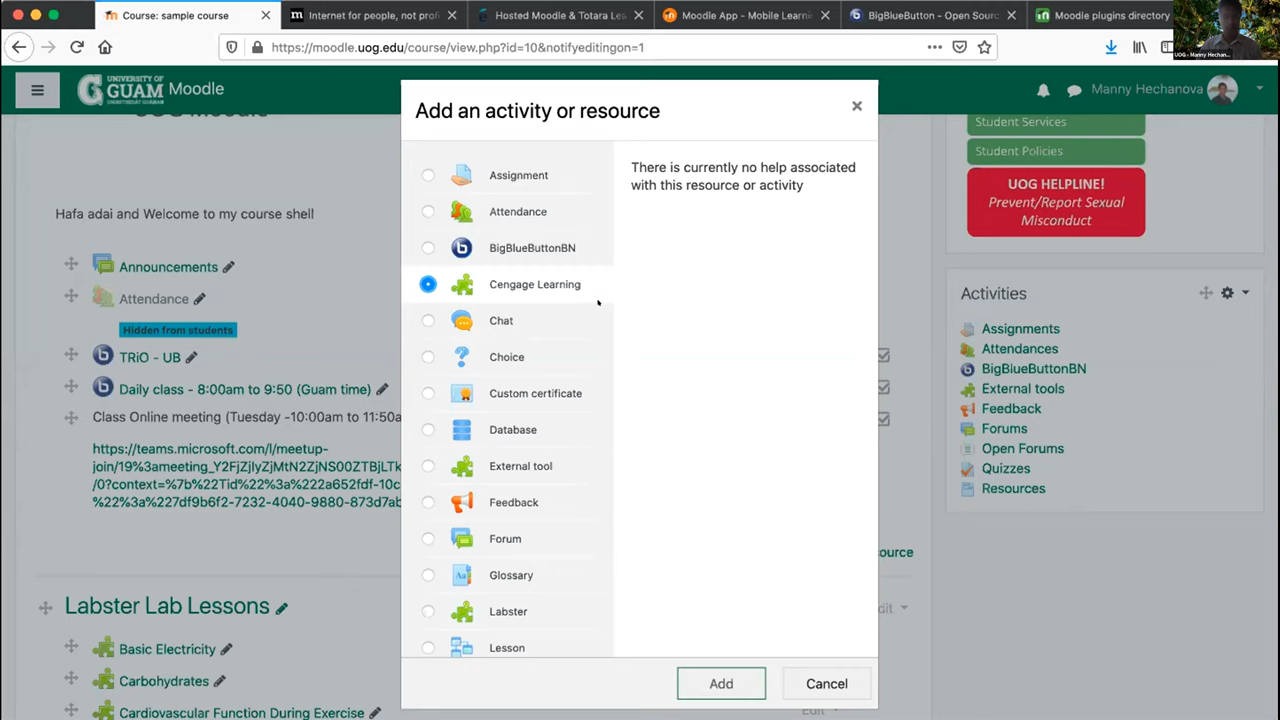 Course: sample course
Internet for people, not prof
Hosted Moodle & Totara Le
Moodle App - Mobile Learni
BigBlueButton - Open Sourc
Moodle plugins directory
https://moodle.uog.edu/course/view.php?id=10&notifyeditingon=1
UOG - Manny Hechan...
UNIVERSITY OF
GUAM
Moodle
Manny Hechanova
UOG Moodle
Hafa adai and Welcome to my course shell
Announcements
Attendance
Hidden from students
TRiO - UB
Daily class - 8:00am to 9:50 (Guam time)
Class Online meeting (Tuesday -10:00am to 11:50a
https://teams.microsoft.com/l/meetup-
join/19%3ameeting_Y2FjZjIyZjMtN2ZjNS00ZTBjLTk
/0?context=%7b%22Tid%22%3a%222a652fdf-10c
%22%3a%227df9b6f2-7232-4040-9880-873d7ab
ource
Labster Lab Lessons
Edit
Basic Electricity
Carbohydrates
Cardiovascular Function During Exercise
Edit
Add an activity or resource
Assignment
Attendance
BigBlueButtonBN
Cengage Learning
Chat
Choice
Custom certificate
Database
External tool
Feedback
Forum
Glossary
Labster
Lesson
There is currently no help associated
with this resource or activity
Add
Cancel
Student Services
Student Policies
UOG HELPLINE!
Prevent/Report Sexual
Misconduct
Activities
Assignments
Attendances
BigBlueButtonBN
External tools
Feedback
Forums
Open Forums
Quizzes
Resources